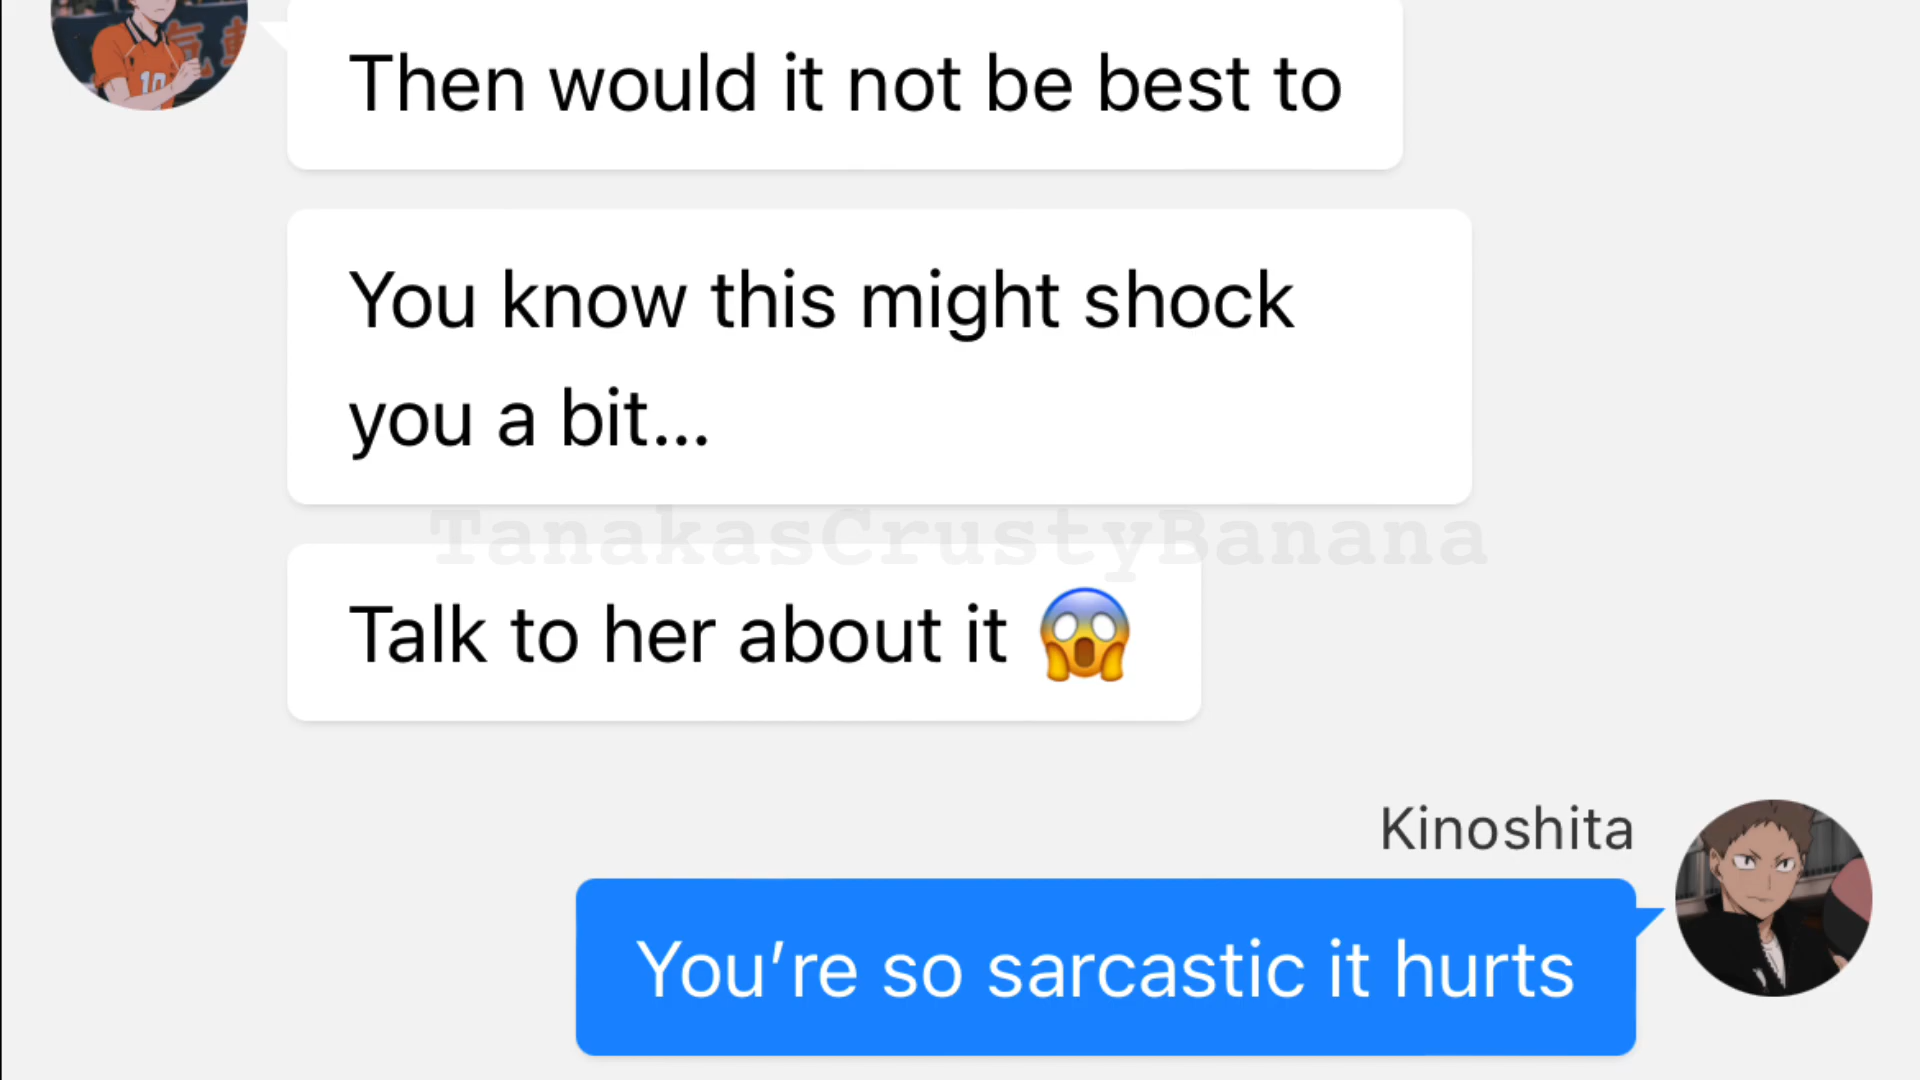 Then would it not be best to
You know this might shock
you a bit...
TanakasCrustyBanana
Talk to her about it 😱
Kinoshita
You're so sarcastic it hurts
10